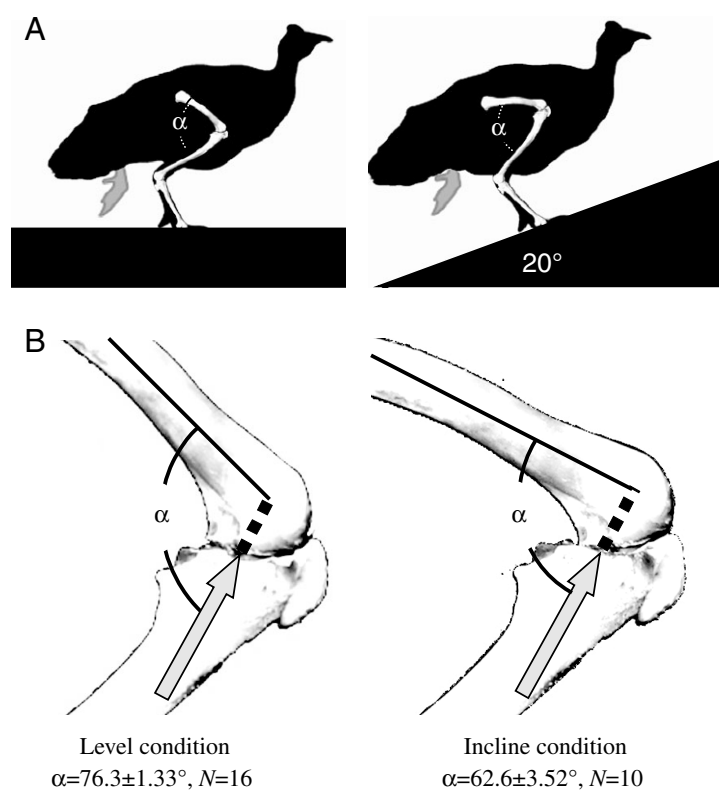 A
α
α
20°
B
α
α
Level condition
α=76.3±1.33°, N=16
Incline condition
α=62.6±3.52°, N=10